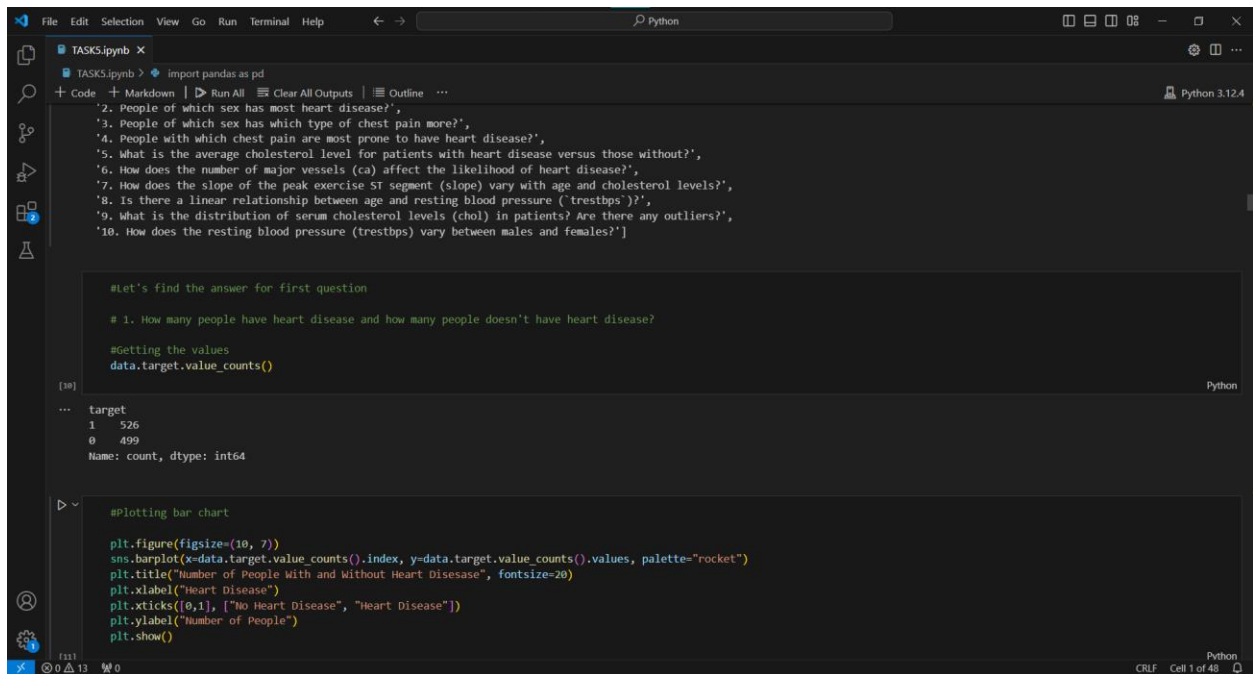 File Edit Selection View Go Run Terminal Help
Python
TASK5.ipynb
TASK5.ipynb > import pandas as pd
+ Code + Markdown | Run All Clear All Outputs | Outline ...
Python 3.12.4
'2. People of which sex has most heart disease?',
'3. People of which sex has which type of chest pain more?',
'4. People with which chest pain are most prone to have heart disease?',
'5. What is the average cholesterol level for patients with heart disease versus those without?',
'6. How does the number of major vessels (ca) affect the likelihood of heart disease?',
'7. How does the slope of the peak exercise ST segment (slope) vary with age and cholesterol levels?',
'8. Is there a linear relationship between age and resting blood pressure (`trestbps`)?',
'9. What is the distribution of serum cholesterol levels (chol) in patients? Are there any outliers?',
'10. How does the resting blood pressure (trestbps) vary between males and females?']
#Let's find the answer for first question
# 1. How many people have heart disease and how many people doesn't have heart disease?
#Getting the values
data.target.value_counts()
[10]
Python
... target
1 526
0 499
Name: count, dtype: int64
#Plotting bar chart
plt.figure(figsize=(10, 7))
sns.barplot(x=data.target.value_counts().index, y=data.target.value_counts().values, palette="rocket")
plt.title("Number of People With and Without Heart Disesase", fontsize=20)
plt.xlabel("Heart Disease")
plt.xticks([0,1], ["No Heart Disease", "Heart Disease"])
plt.ylabel("Number of People")
plt.show()
[11]
Python
2
1
0 13 0
CRLF Cell 1 of 48